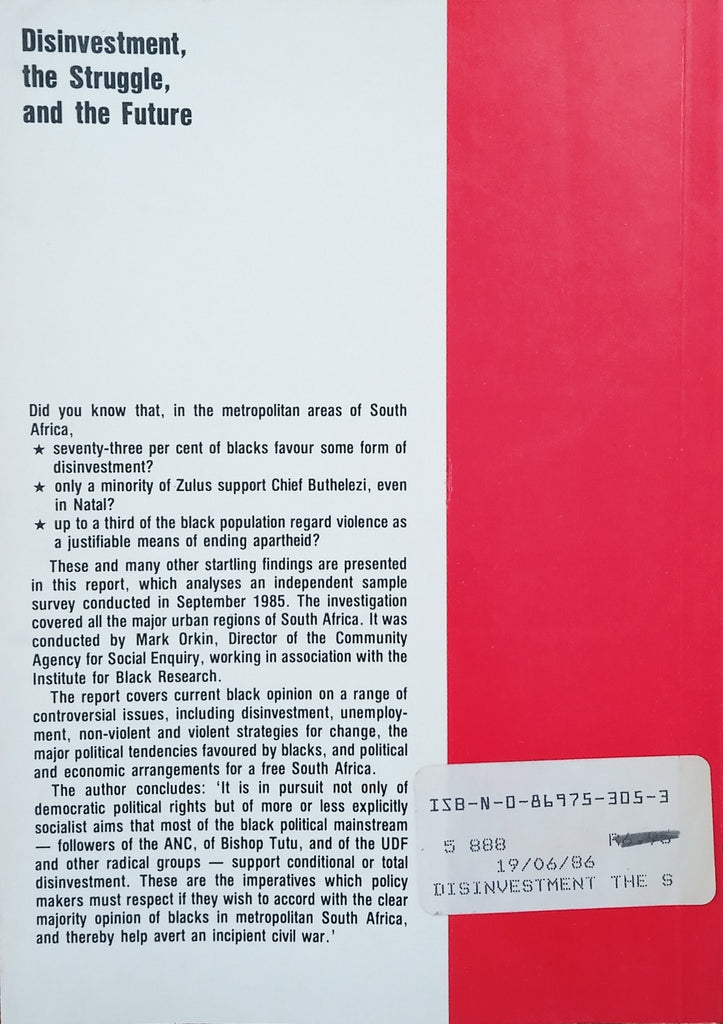 Disinvestment,
the Struggle,
and the Future
Did you know that, in the metropolitan areas of South
Africa,
★ seventy-three per cent of blacks favour some form of
disinvestment?
★ only a minority of Zulus support Chief Buthelezi, even
in Natal?
★ up to a third of the black population regard violence as
a justifiable means of ending apartheid?
These and many other startling findings are presented
in this report, which analyses an independent sample
survey conducted in September 1985. The investigation
covered all the major urban regions of South Africa. It was
conducted by Mark Orkin, Director of the Community
Agency for Social Enquiry, working in association with the
Institute for Black Research.
The report covers current black opinion on a range of
controversial issues, including disinvestment, unemploy-
ment, non-violent and violent strategies for change, the
major political tendencies favoured by blacks, and political
and economic arrangements for a free South Africa.
The author concludes: 'It is in pursuit not only of
democratic political rights but of more or less explicitly
socialist aims that most of the black political mainstream
— followers of the ANC, of Bishop Tutu, and of the UDF
and other radical groups — support conditional or total
disinvestment. These are the imperatives which policy
makers must respect if they wish to accord with the clear
majority opinion of blacks in metropolitan South Africa,
and thereby help avert an incipient civil war.'
ISB-N-0-86975-305-3
5 888
19/06/86
DISINVESTMENT THE S